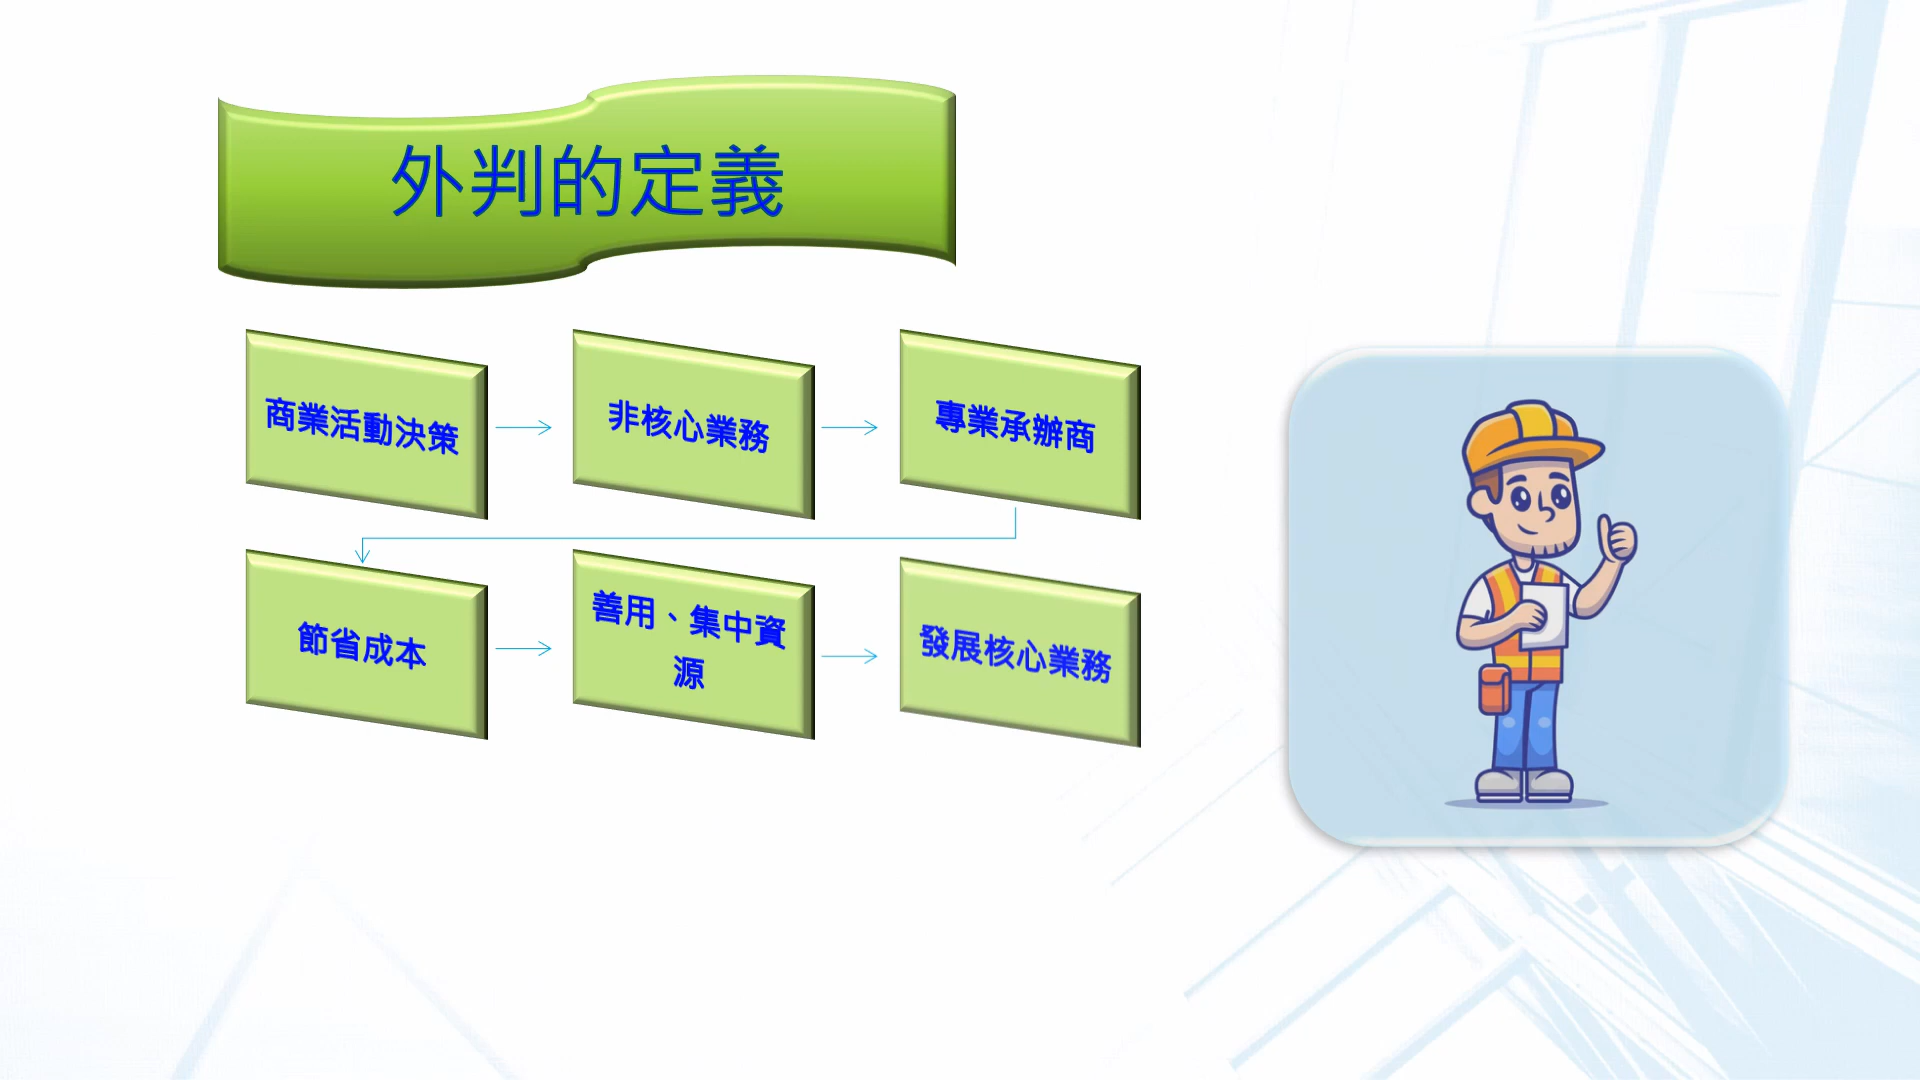 外判的定義
商業活動決策
非核心業務
專業承辦商
節省成本
善用、集中資
源
發展核心業務